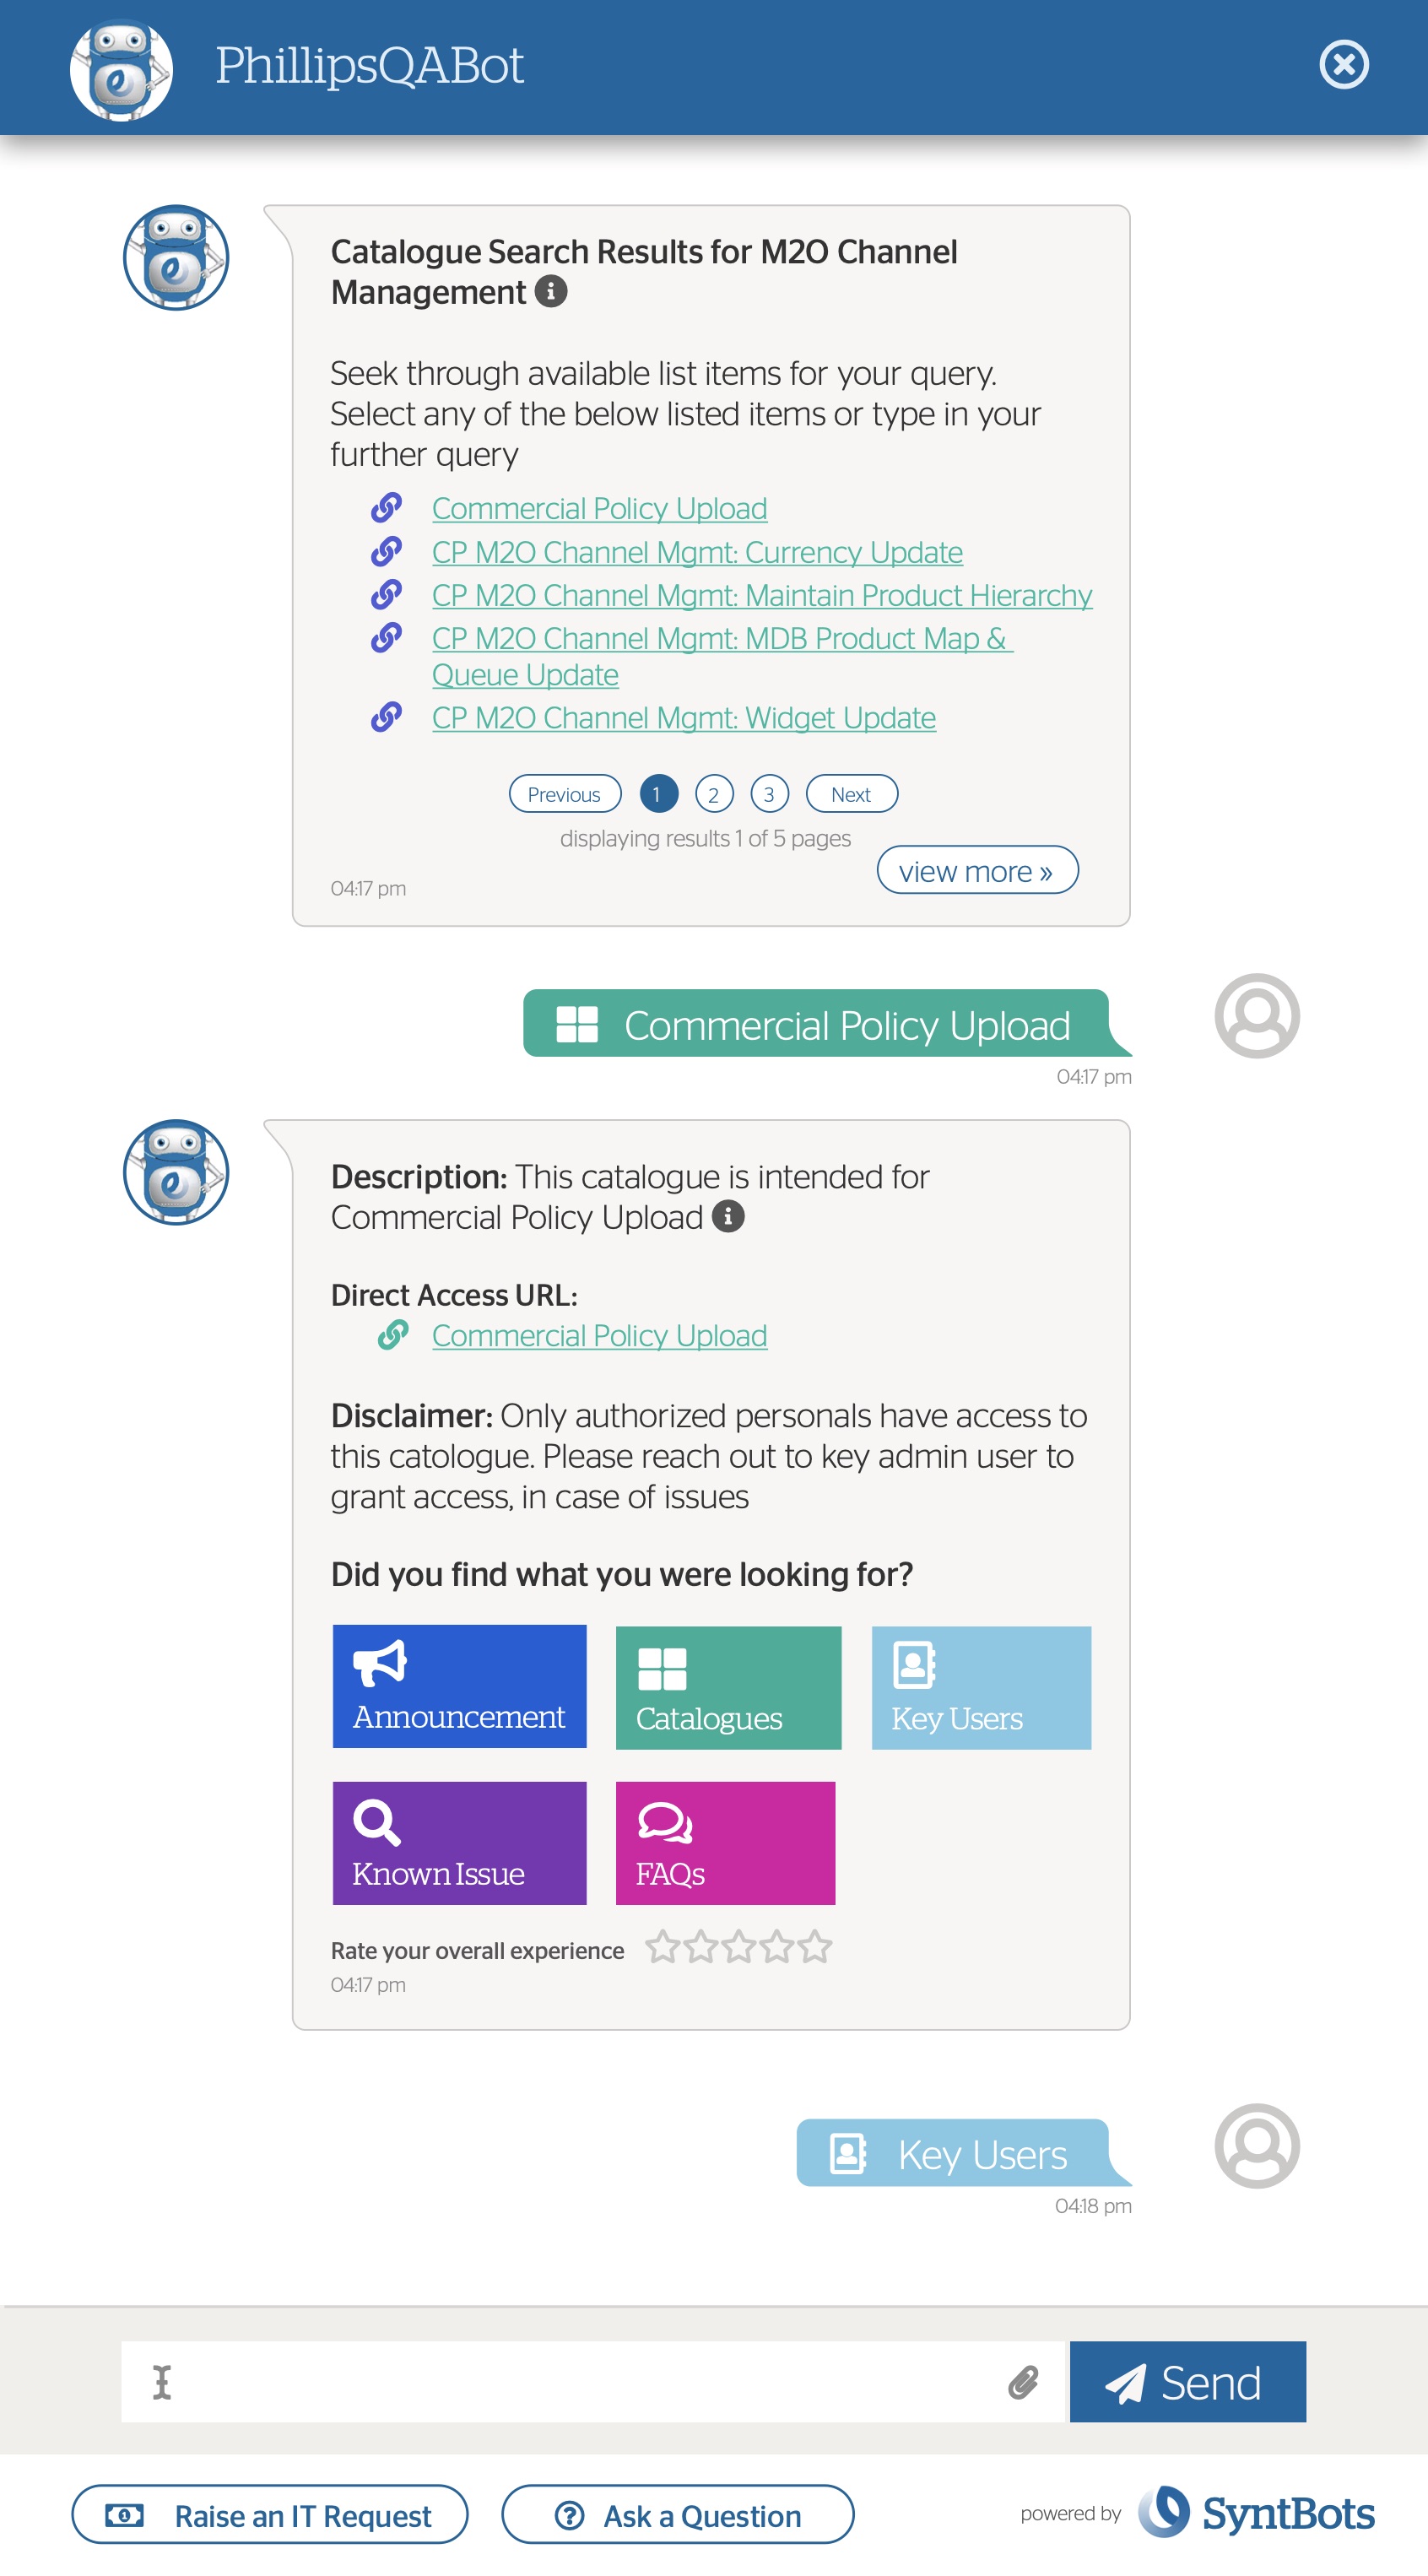 PhillipsQABot
Catalogue Search Results for M2O Channel
Management
Seek through available list items for your query.
Select any of the below listed items or type in your
further query
Commercial Policy Upload
CP M2O Channel Mgmt: Currency Update
CP M2O Channel Mgmt: Maintain Product Hierarchy
CP M2O Channel Mgmt: MDB Product Map &
Queue Update
CP M2O Channel Mgmt: Widget Update
Previous 1 2 3 Next
displaying results 1 of 5 pages
view more »
04:17 pm
Commercial Policy Upload
04:17 pm
Description: This catalogue is intended for
Commercial Policy Upload
Direct Access URL:
Commercial Policy Upload
Disclaimer: Only authorized personals have access to
this catologue. Please reach out to key admin user to
grant access, in case of issues
Did you find what you were looking for?
Announcement Catalogues Key Users
Known Issue FAQs
Rate your overall experience
04:17 pm
Key Users
04:18 pm
Send
Raise an IT Request Ask a Question powered by SyntBots